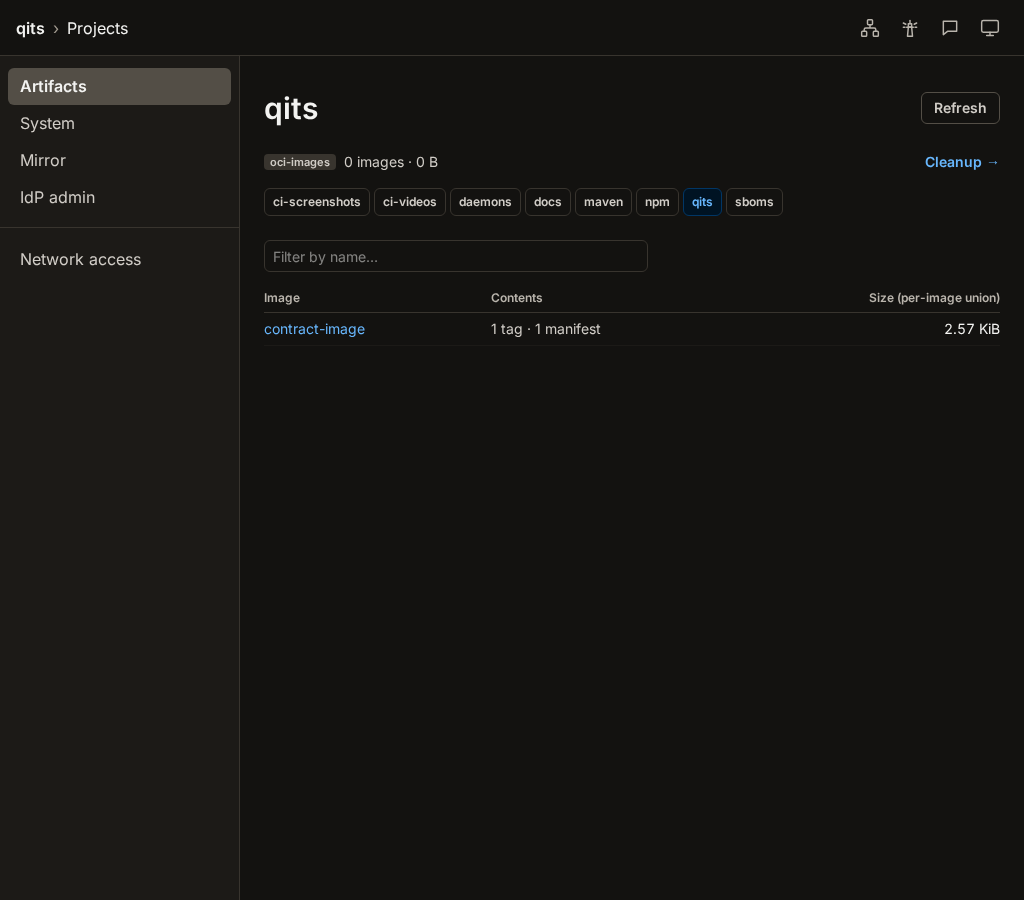 qits › Projects
Artifacts
System
Mirror
IdP admin
Network access
qits
Refresh
oci-images 0 images · 0 B
Cleanup →
ci-screenshots ci-videos daemons docs maven npm qits sboms
Filter by name...
Image Contents Size (per-image union)
contract-image 1 tag · 1 manifest 2.57 KiB